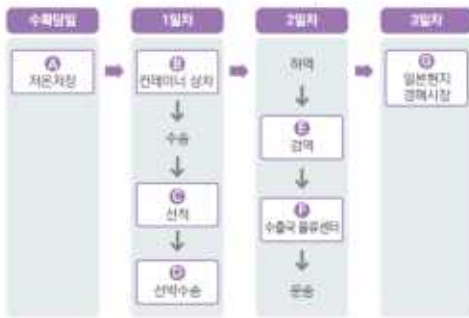 수확당일
A
저온저장
1일차
B
컨테이너 상차
수송
C
선적
D
선박수송
2일차
하역
E
검역
F
수출국 물류센터
운송
3일차
G
일본현지
경매시장